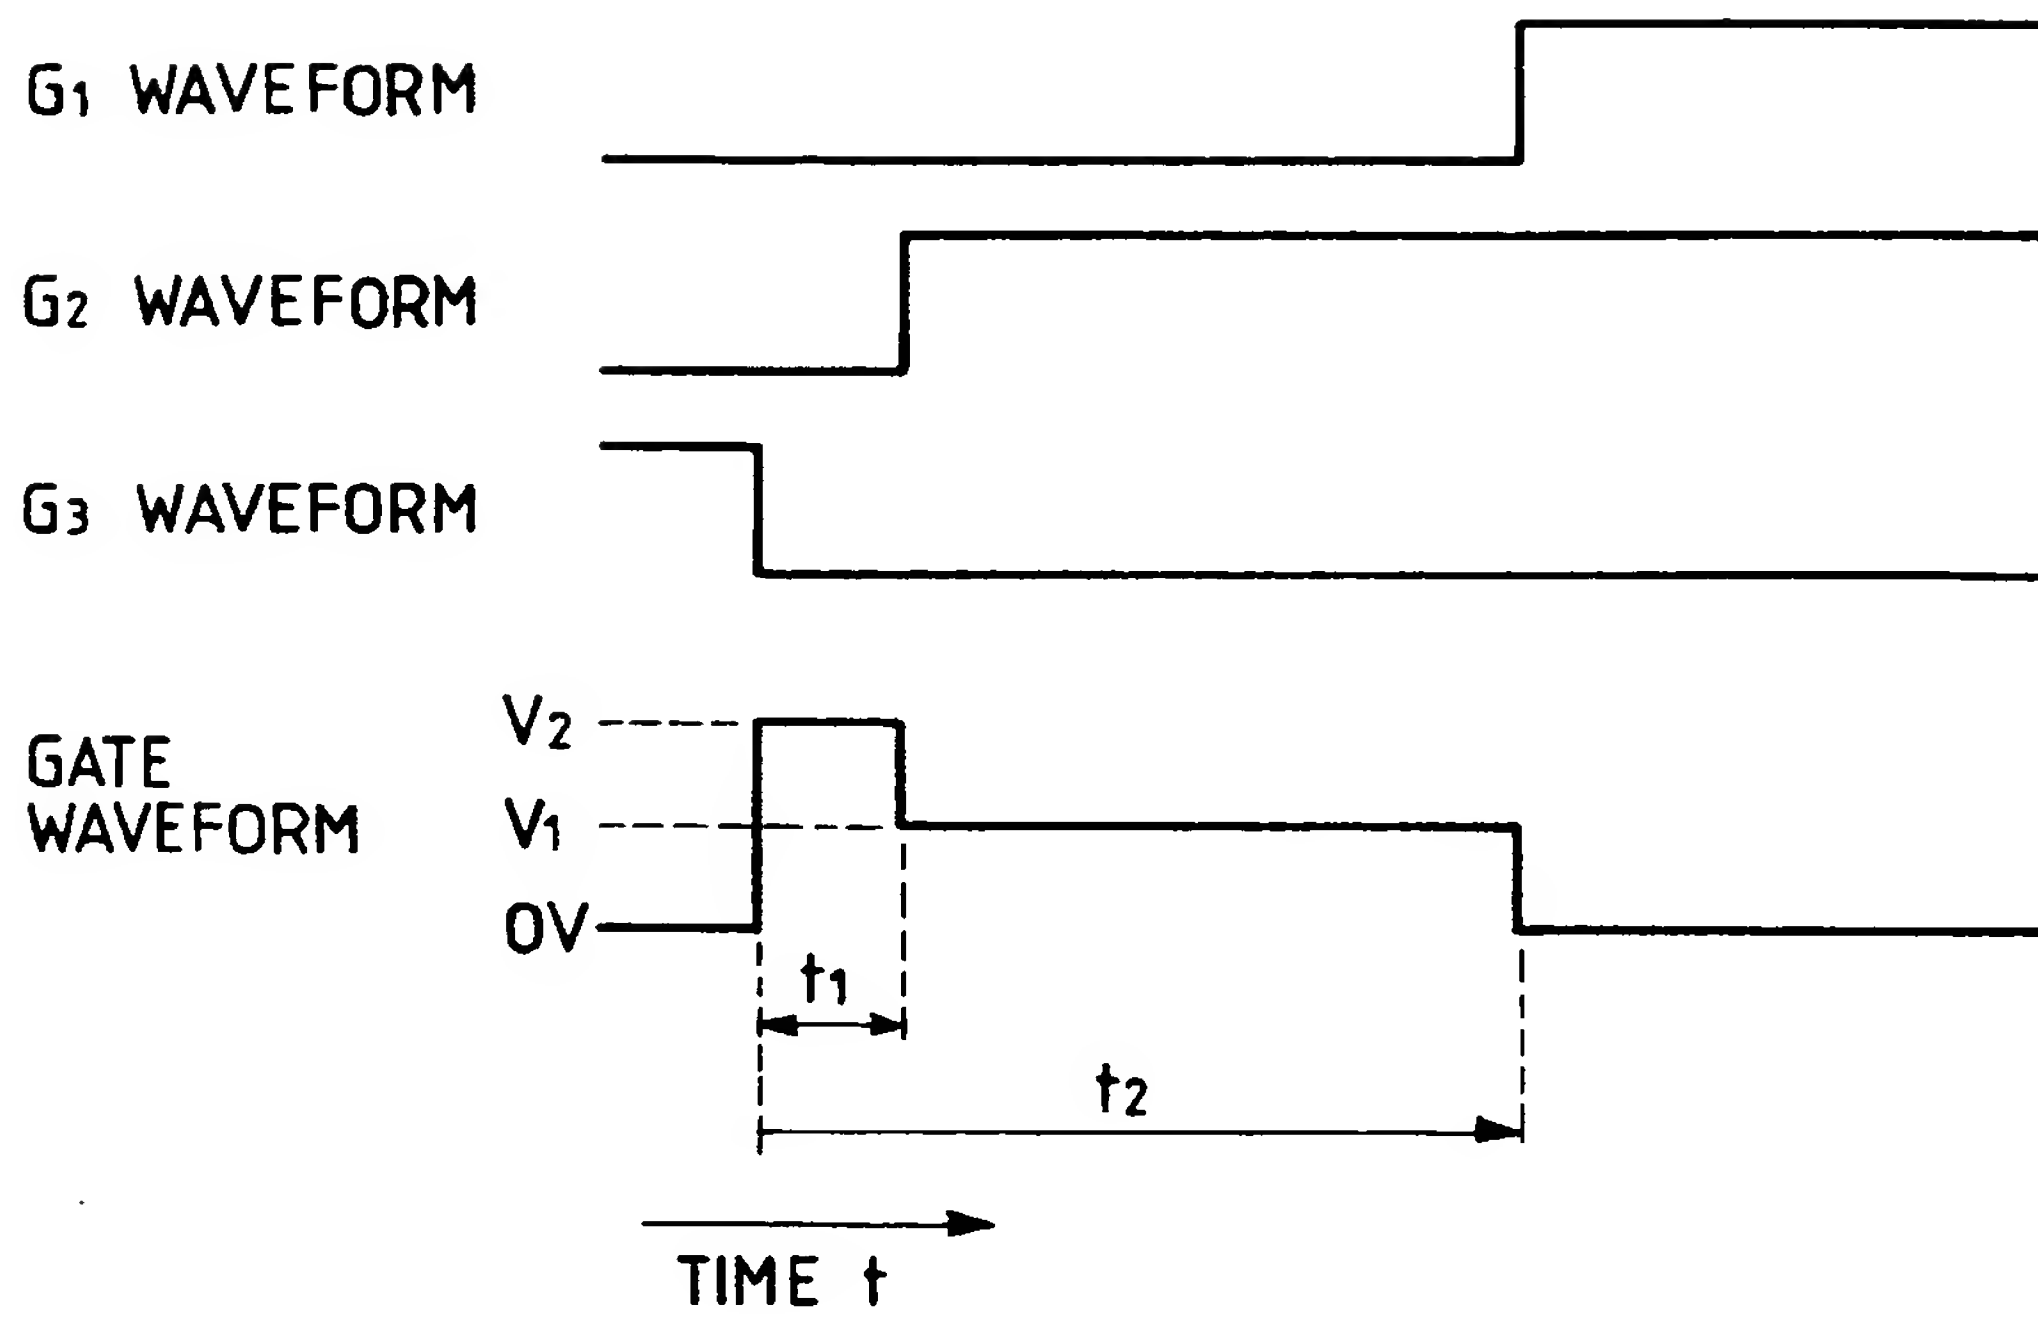 G1 WAVEFORM
G2 WAVEFORM
G3 WAVEFORM
V2
GATE
WAVEFORM
V1
0V
t1
t2
TIME t